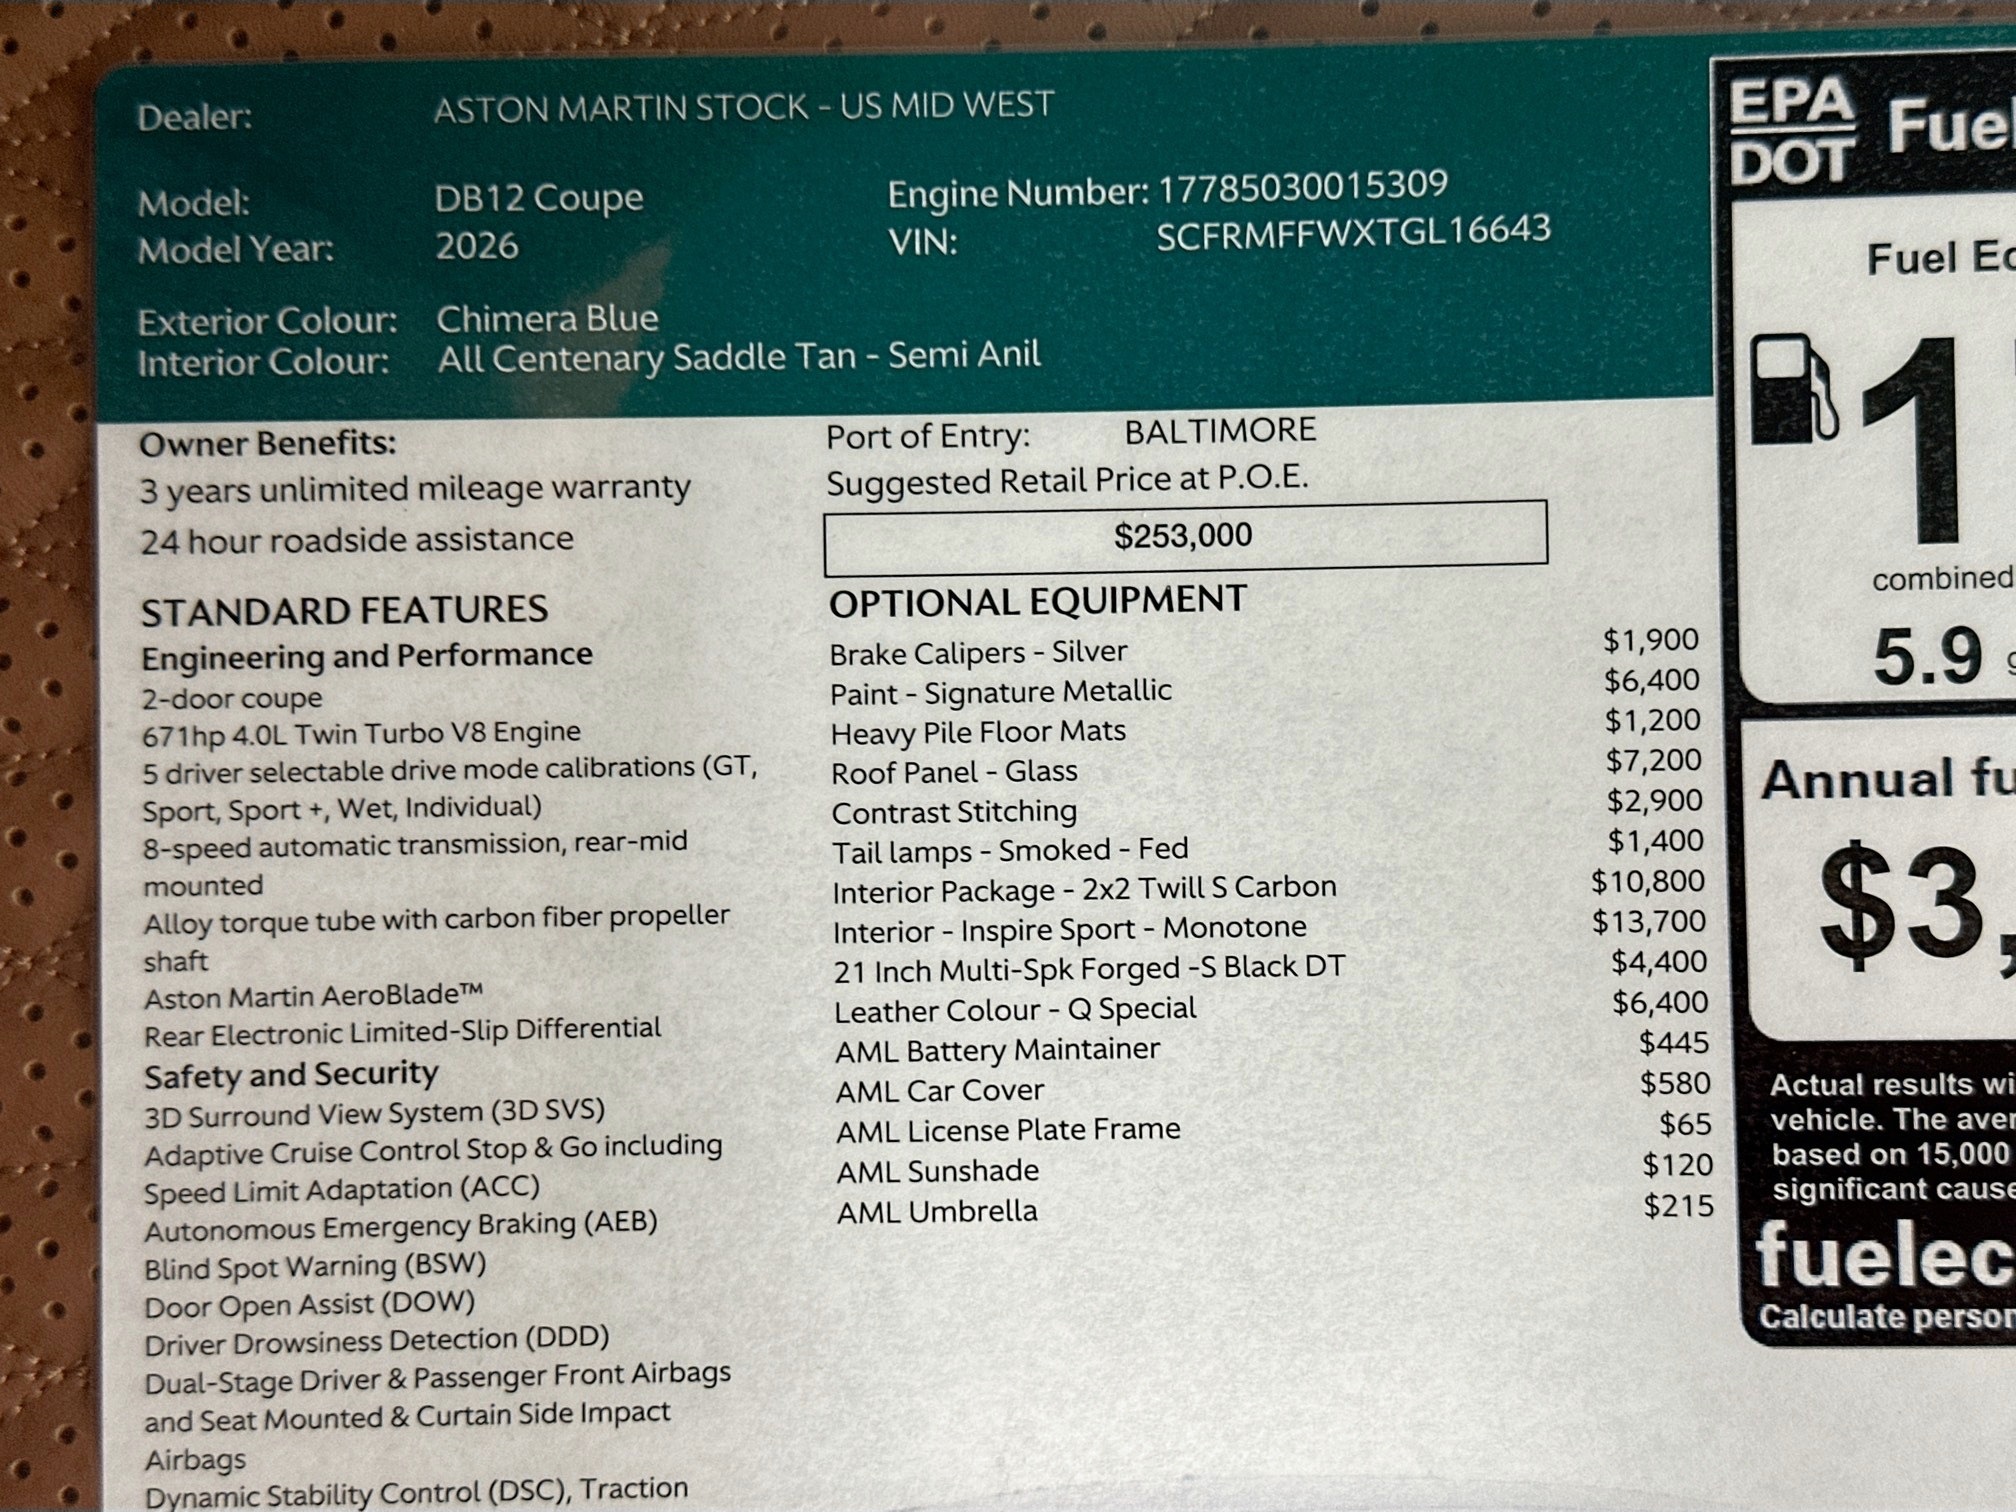 Dealer: ASTON MARTIN STOCK - US MID WEST
Model: DB12 Coupe
Model Year: 2026
Engine Number: 17785030015309
VIN: SCFRMFFWXTGL16643
Exterior Colour: Chimera Blue
Interior Colour: All Centenary Saddle Tan - Semi Anil
Owner Benefits:
3 years unlimited mileage warranty
24 hour roadside assistance
STANDARD FEATURES
Engineering and Performance
2-door coupe
671hp 4.0L Twin Turbo V8 Engine
5 driver selectable drive mode calibrations (GT,
Sport, Sport +, Wet, Individual)
8-speed automatic transmission, rear-mid
mounted
Alloy torque tube with carbon fiber propeller
shaft
Aston Martin AeroBlade™
Rear Electronic Limited-Slip Differential
Safety and Security
3D Surround View System (3D SVS)
Adaptive Cruise Control Stop & Go including
Speed Limit Adaptation (ACC)
Autonomous Emergency Braking (AEB)
Blind Spot Warning (BSW)
Door Open Assist (DOW)
Driver Drowsiness Detection (DDD)
Dual-Stage Driver & Passenger Front Airbags
and Seat Mounted & Curtain Side Impact
Airbags
Dynamic Stability Control (DSC), Traction
Port of Entry: BALTIMORE
Suggested Retail Price at P.O.E.
$253,000
OPTIONAL EQUIPMENT
Brake Calipers - Silver $1,900
Paint - Signature Metallic $6,400
Heavy Pile Floor Mats $1,200
Roof Panel - Glass $7,200
Contrast Stitching $2,900
Tail lamps - Smoked - Fed $1,400
Interior Package - 2x2 Twill S Carbon $10,800
Interior - Inspire Sport - Monotone $13,700
21 Inch Multi-Spk Forged -S Black DT $4,400
Leather Colour - Q Special $6,400
AML Battery Maintainer $445
AML Car Cover $580
AML License Plate Frame $65
AML Sunshade $120
AML Umbrella $215
EPA
DOT
Fuel
Fuel
1
combined
5.9
Annual
$3,
Actual results
vehicle. The
based on 15,000
significant
Calculate